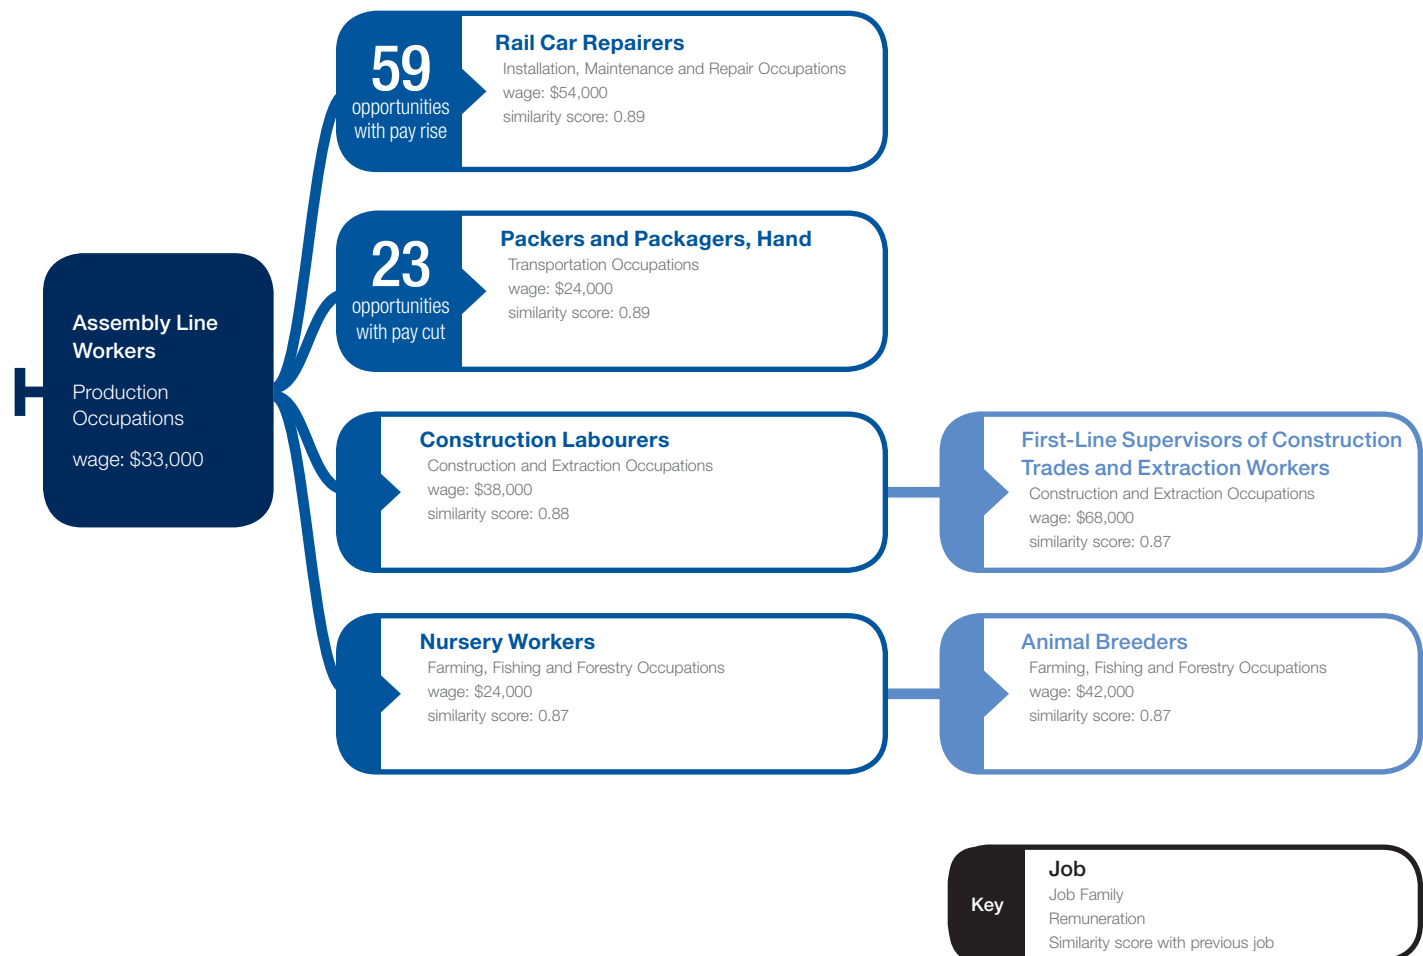 59
opportunities
with pay rise
Rail Car Repairers
Installation, Maintenance and Repair Occupations
wage: $54,000
similarity score: 0.89
23
opportunities
with pay cut
Packers and Packagers, Hand
Transportation Occupations
wage: $24,000
similarity score: 0.89
Assembly Line
Workers
Production
Occupations
wage: $33,000
Construction Labourers
Construction and Extraction Occupations
wage: $38,000
similarity score: 0.88
First-Line Supervisors of Construction
Trades and Extraction Workers
Construction and Extraction Occupations
wage: $68,000
similarity score: 0.87
Nursery Workers
Farming, Fishing and Forestry Occupations
wage: $24,000
similarity score: 0.87
Animal Breeders
Farming, Fishing and Forestry Occupations
wage: $42,000
similarity score: 0.87
Key
Job
Job Family
Remuneration
Similarity score with previous job